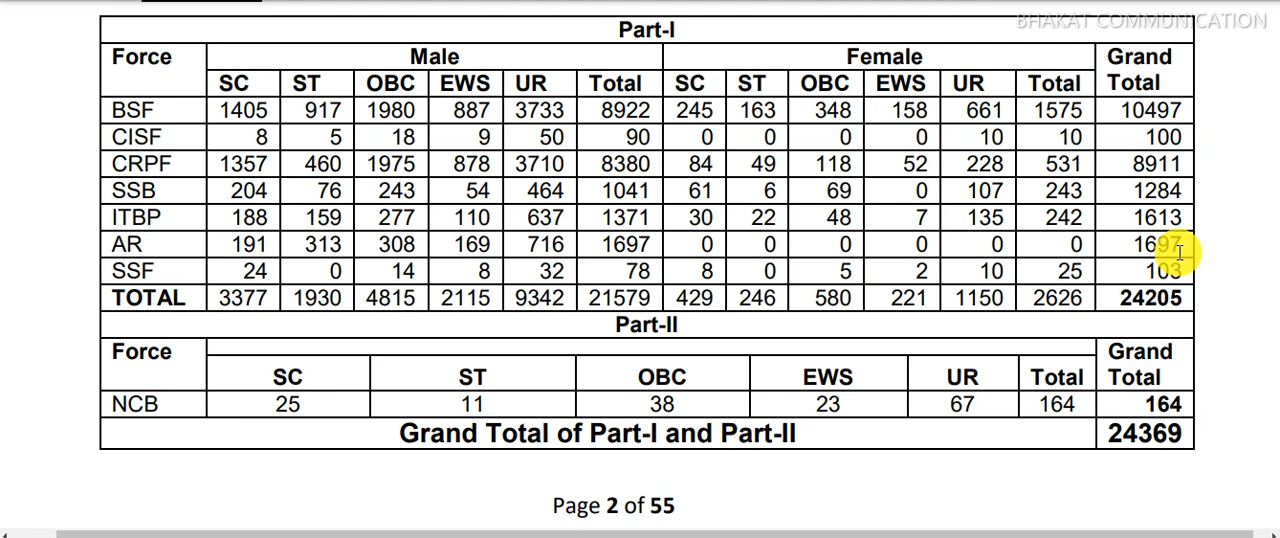 BHAKAT COMMUNICATION
Part-I
Force Male Female Grand Total
SC ST OBC EWS UR Total SC ST OBC EWS UR Total
BSF 1405 917 1980 887 3733 8922 245 163 348 158 661 1575 10497
CISF 8 5 18 9 50 90 0 0 0 0 10 10 100
CRPF 1357 460 1975 878 3710 8380 84 49 118 52 228 531 8911
SSB 204 76 243 54 464 1041 61 6 69 0 107 243 1284
ITBP 188 159 277 110 637 1371 30 22 48 7 135 242 1613
AR 191 313 308 169 716 1697 0 0 0 0 0 0 1697
SSF 24 0 14 8 32 78 8 0 5 2 10 25 103
TOTAL 3377 1930 4815 2115 9342 21579 429 246 580 221 1150 2626 24205
Part-II
Force Grand Total
SC ST OBC EWS UR Total
NCB 25 11 38 23 67 164 164
Grand Total of Part-I and Part-II 24369
Page 2 of 55